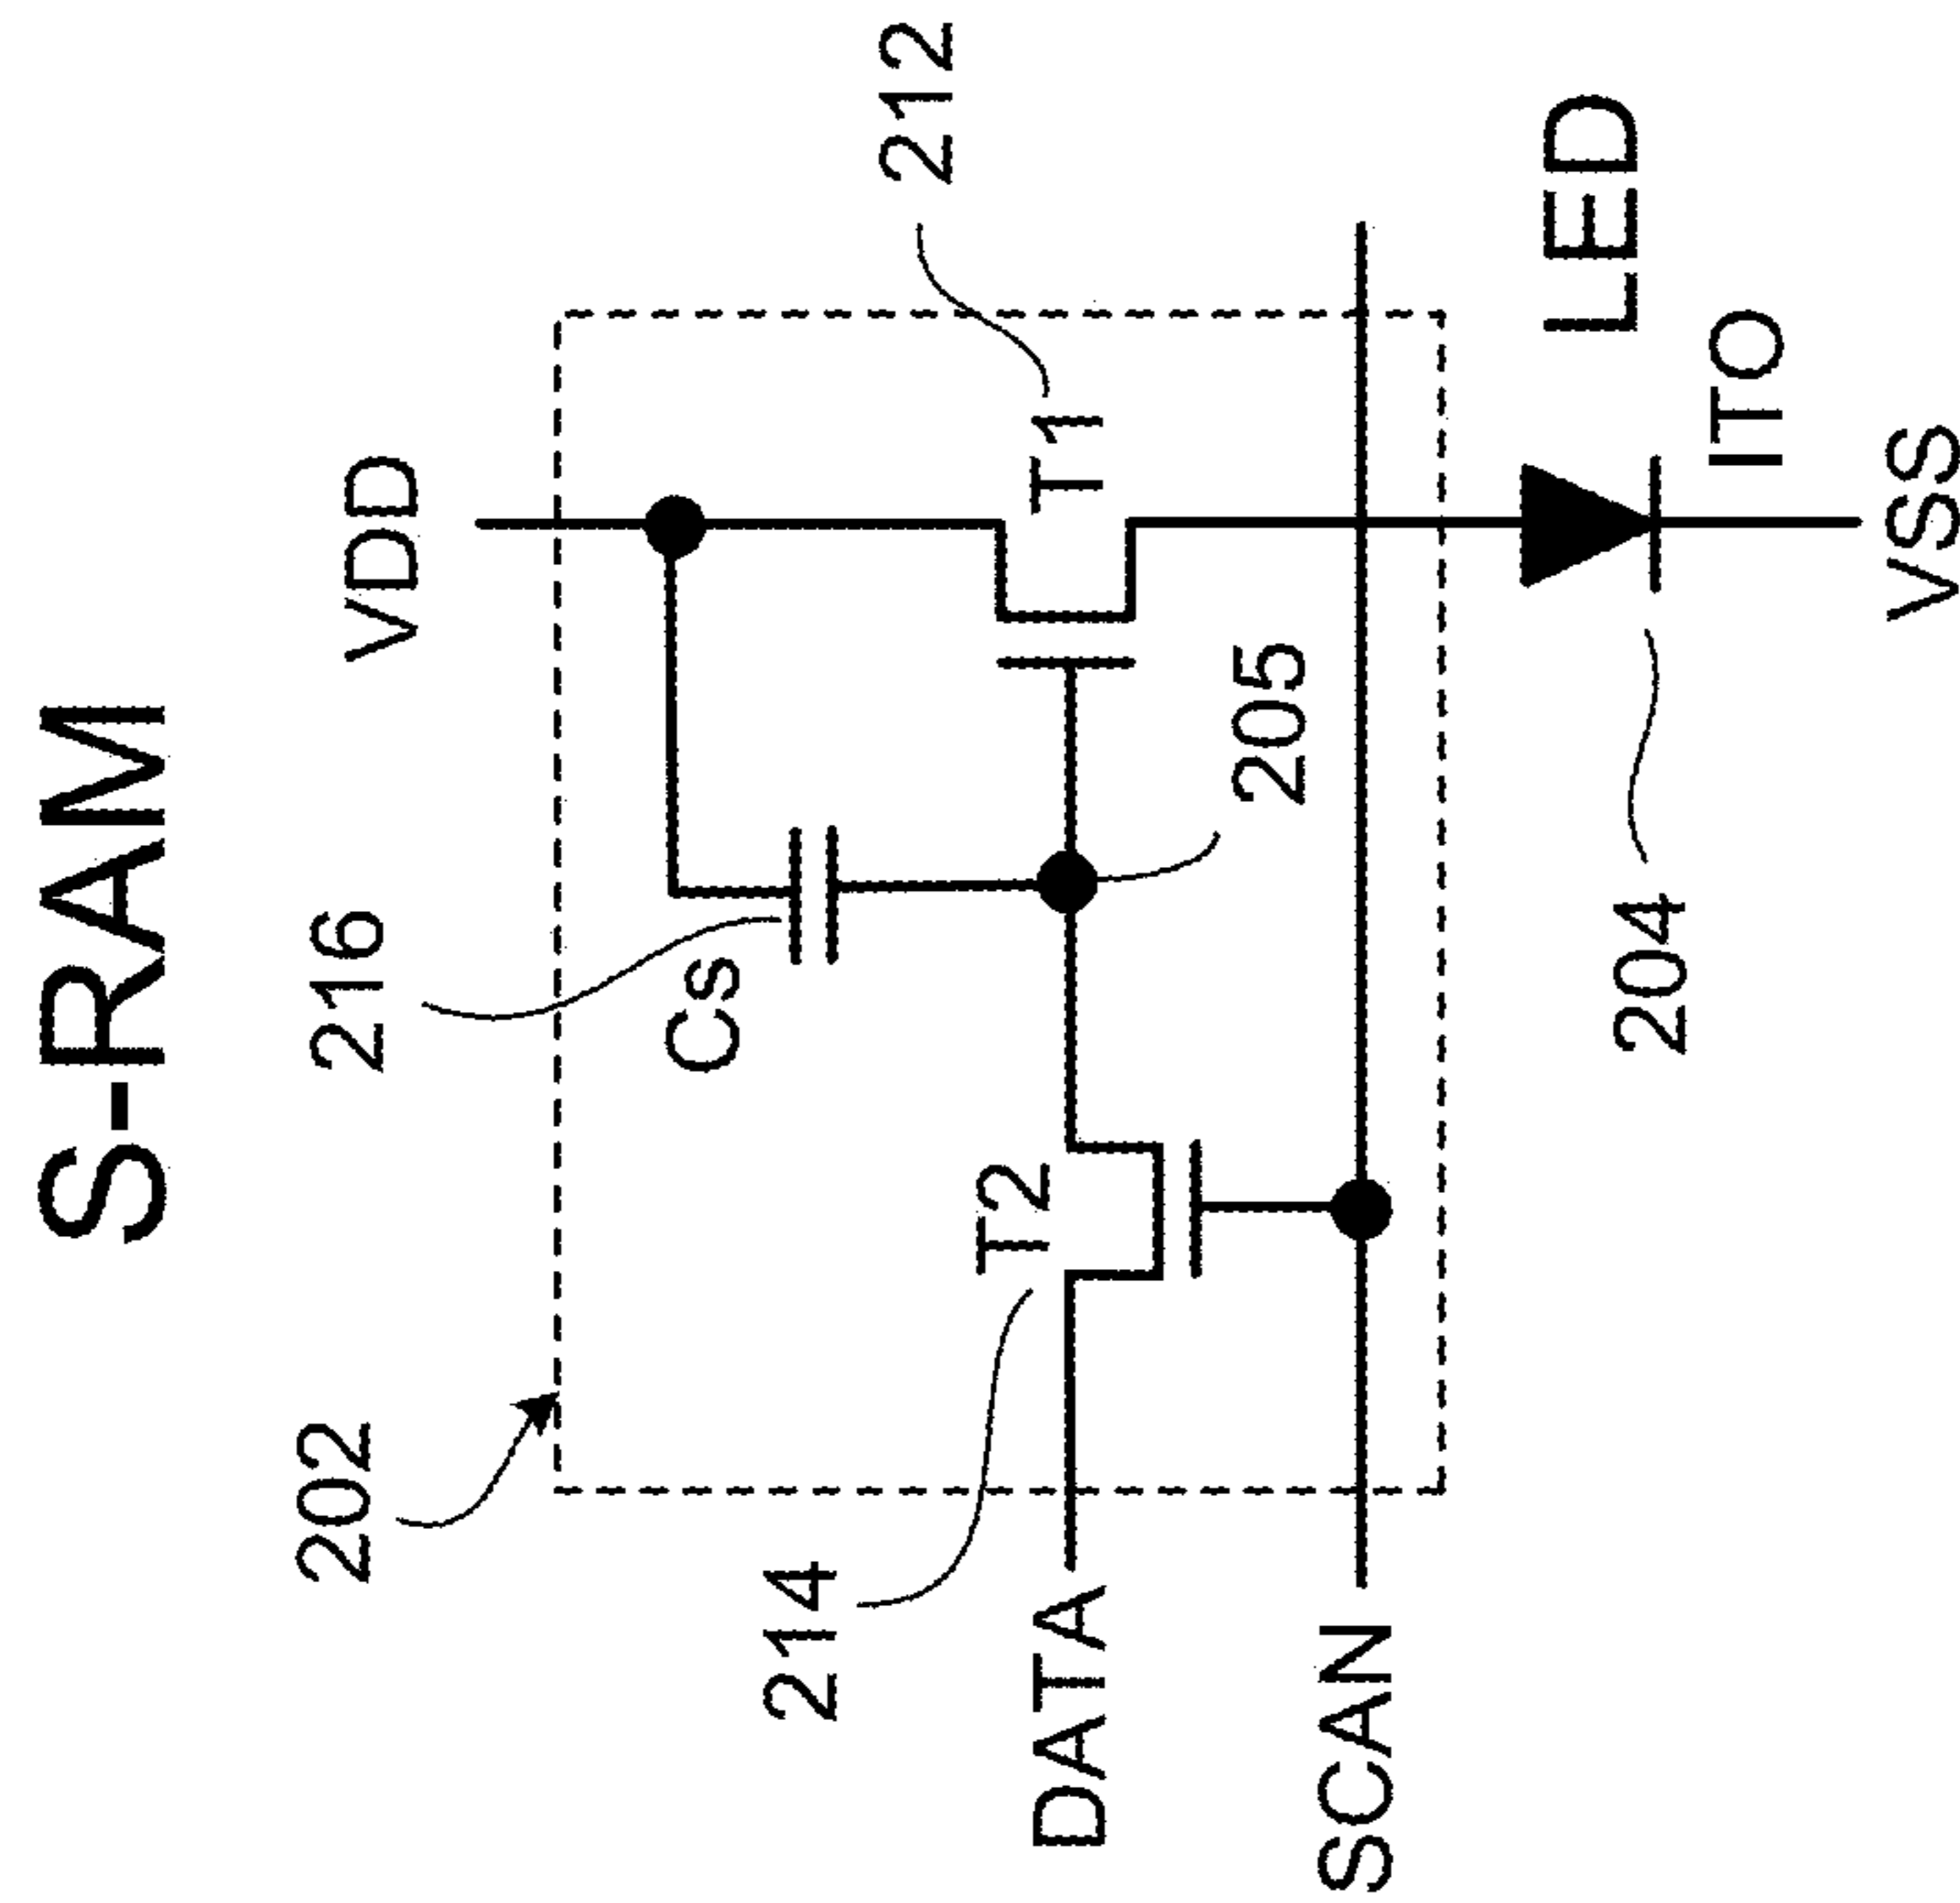 S-RAM
202
216
VDD
212
214
Cs
T2
T1
DATA
205
SCAN
204
LED
ITO
VSS